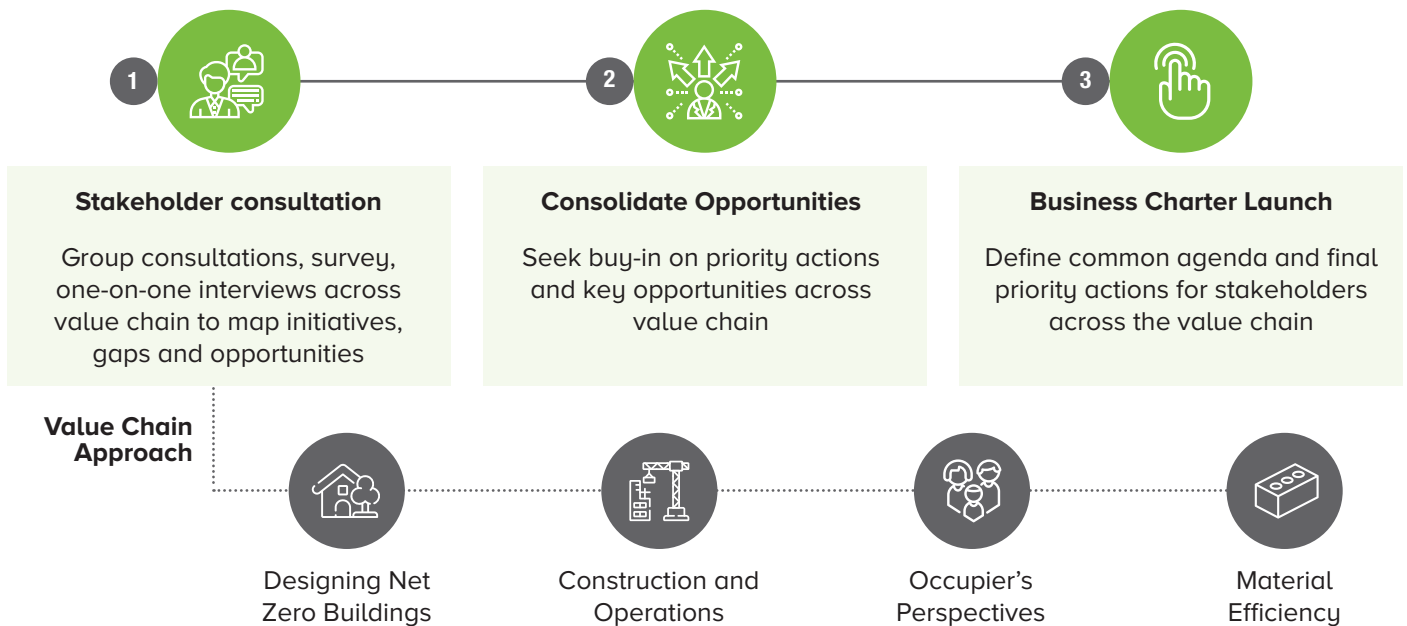 1
2
3
Stakeholder consultation
Group consultations, survey,
one-on-one interviews across
value chain to map initiatives,
gaps and opportunities
Consolidate Opportunities
Seek buy-in on priority actions
and key opportunities across
value chain
Business Charter Launch
Define common agenda and final
priority actions for stakeholders
across the value chain
Value Chain
Approach
Designing Net
Zero Buildings
Construction and
Operations
Occupier’s
Perspectives
Material
Efficiency